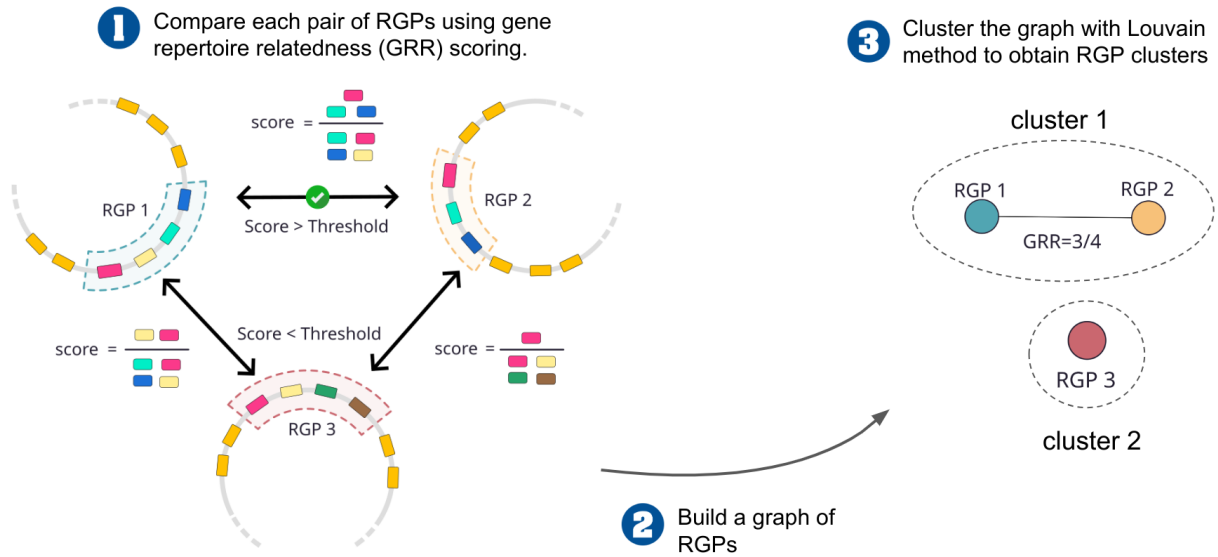 1
Compare each pair of RGPs using gene
repertoire relatedness (GRR) scoring.
score =
RGP 1
Score > Threshold
RGP 2
score =
Score < Threshold
score =
RGP 3
2
Build a graph of
RGPs
3
Cluster the graph with Louvain
method to obtain RGP clusters
cluster 1
RGP 1
RGP 2
GRR=3/4
RGP 3
cluster 2